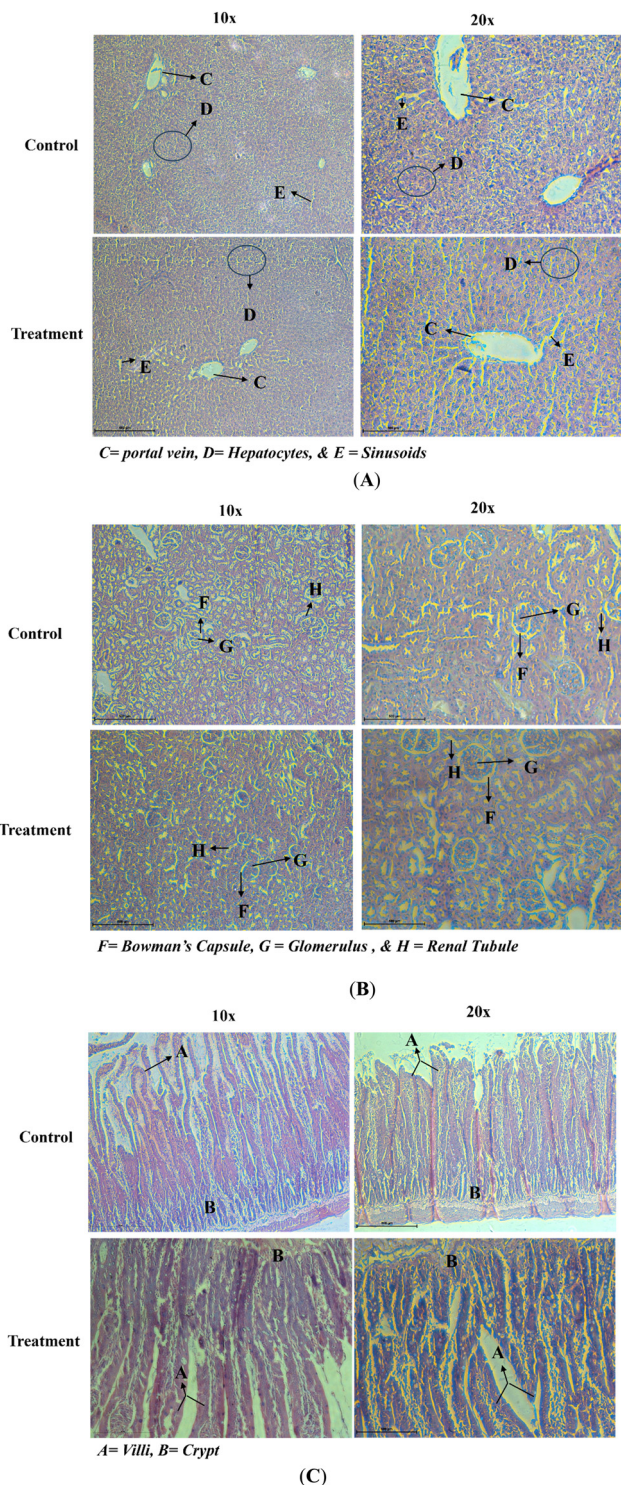 10x 20x
C
D
E
Control
C
E
D
D
E
C
Treatment
D
C
E
C= portal vein, D= Hepatocytes, & E = Sinusoids
(A)
10x 20x
F
G
H
Control
G
F
H
H
G
F
Treatment
H
G
F
F= Bowman's Capsule, G = Glomerulus , & H = Renal Tubule
(B)
10x 20x
A
B
Control
A
B
B
A
Treatment
B
A
A= Villi, B= Crypt
(C)